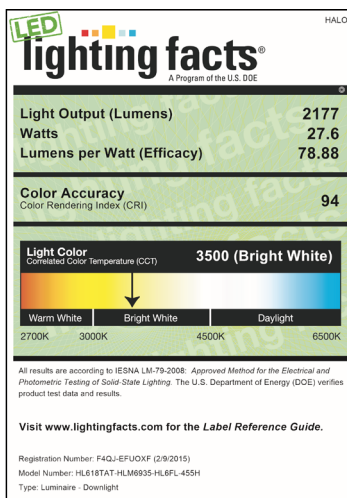 HALO
LED
lighting facts®
A Program of the U.S. DOE
Light Output (Lumens) 2177
Watts 27.6
Lumens per Watt (Efficacy) 78.88
Color Accuracy
Color Rendering Index (CRI) 94
Light Color
Correlated Color Temperature (CCT) 3500 (Bright White)
Warm White Bright White Daylight
2700K 3000K 4500K 6500K
All results are according to IESNA LM-79-2008: Approved Method for the Electrical and
Photometric Testing of Solid-State Lighting. The U.S. Department of Energy (DOE) verifies
product test data and results.
Visit www.lightingfacts.com for the Label Reference Guide.
Registration Number: F4QJ-EFUOXF (2/9/2015)
Model Number: HL618TAT-HLM6935-HL6FL-455H
Type: Luminaire - Downlight